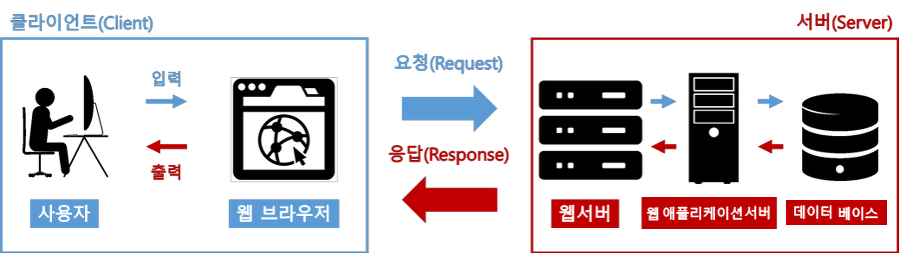 클라이언트(Client)
서버(Server)
입력
출력
사용자
웹 브라우저
요청(Request)
응답(Response)
웹서버
웹 애플리케이션 서버
데이터 베이스